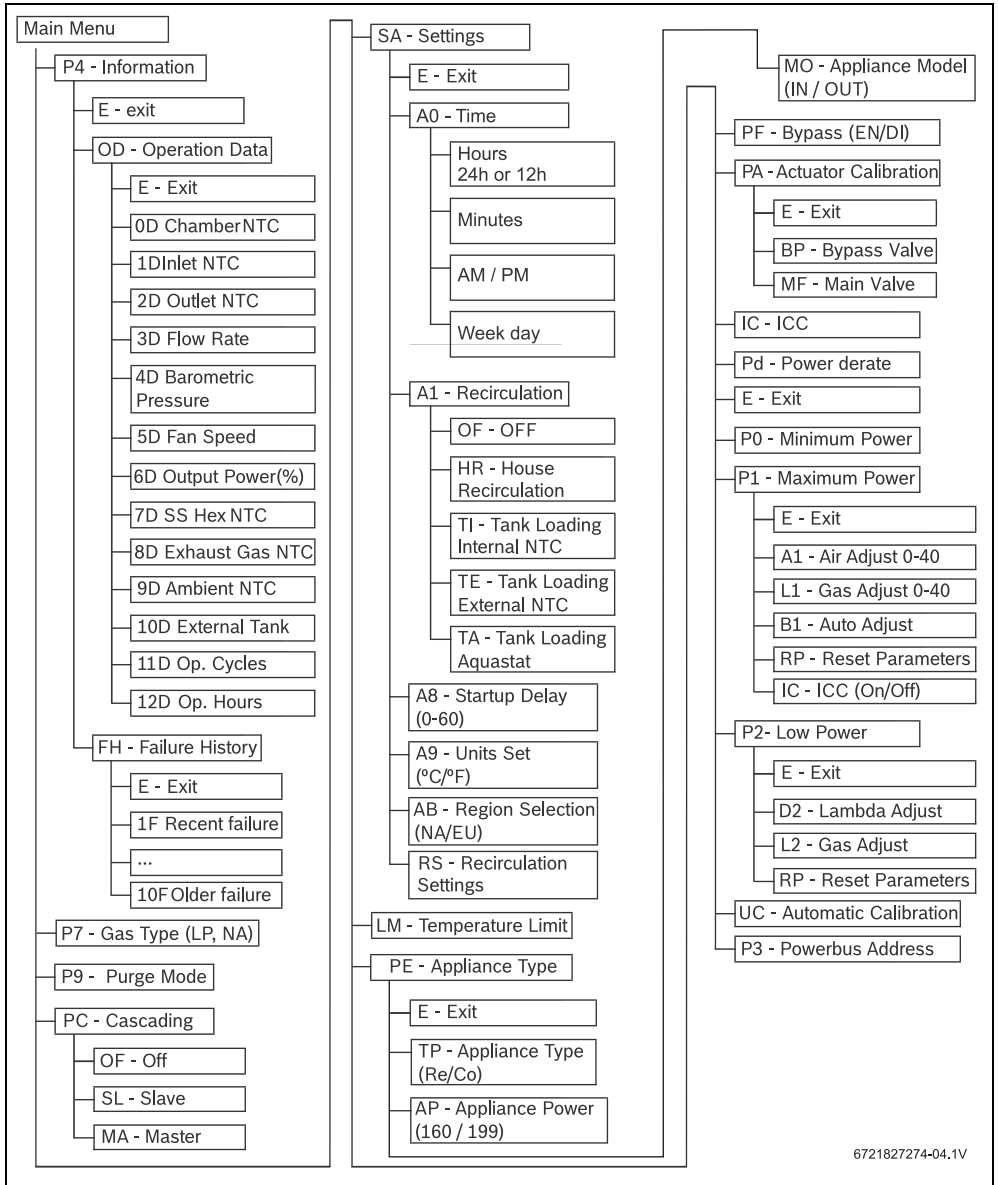 Main Menu
P4 - Information
E - exit
OD - Operation Data
E - Exit
0D ChamberNTC
1DInlet NTC
2D Outlet NTC
3D Flow Rate
4D Barometric
Pressure
5D Fan Speed
6D Output Power(%)
7D SS Hex NTC
8D Exhaust Gas NTC
9D Ambient NTC
10D External Tank
11D Op. Cycles
12D Op. Hours
FH - Failure History
E - Exit
1F Recent failure
...
10F Older failure
P7 - Gas Type (LP, NA)
P9 - Purge Mode
PC - Cascading
OF - Off
SL - Slave
MA - Master
SA - Settings
E - Exit
A0 - Time
Hours
24h or 12h
Minutes
AM / PM
Week day
A1 - Recirculation
OF - OFF
HR - House
Recirculation
TI - Tank Loading
Internal NTC
TE - Tank Loading
External NTC
TA - Tank Loading
Aquastat
A8 - Startup Delay
(0-60)
A9 - Units Set
(ºC/ºF)
AB - Region Selection
(NA/EU)
RS - Recirculation
Settings
LM - Temperature Limit
PE - Appliance Type
E - Exit
TP - Appliance Type
(Re/Co)
AP - Appliance Power
(160 / 199)
MO - Appliance Model
(IN / OUT)
PF - Bypass (EN/DI)
PA - Actuator Calibration
E - Exit
BP - Bypass Valve
MF - Main Valve
IC - ICC
Pd - Power derate
E - Exit
P0 - Minimum Power
P1 - Maximum Power
E - Exit
A1 - Air Adjust 0-40
L1 - Gas Adjust 0-40
B1 - Auto Adjust
RP - Reset Parameters
IC - ICC (On/Off)
P2- Low Power
E - Exit
D2 - Lambda Adjust
L2 - Gas Adjust
RP - Reset Parameters
UC - Automatic Calibration
P3 - Powerbus Address
6721827274-04.1V